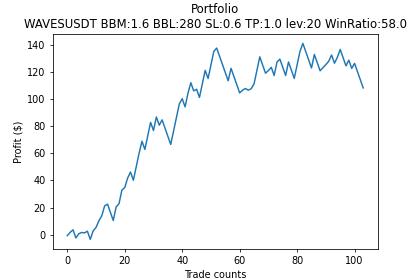 Portfolio
WAVESUSDT BBM:1.6 BBL:280 SL:0.6 TP:1.0 lev:20 WinRatio:58.0
140
120
100
80
60
40
20
0
Profit ($)
0 20 40 60 80 100
Trade counts